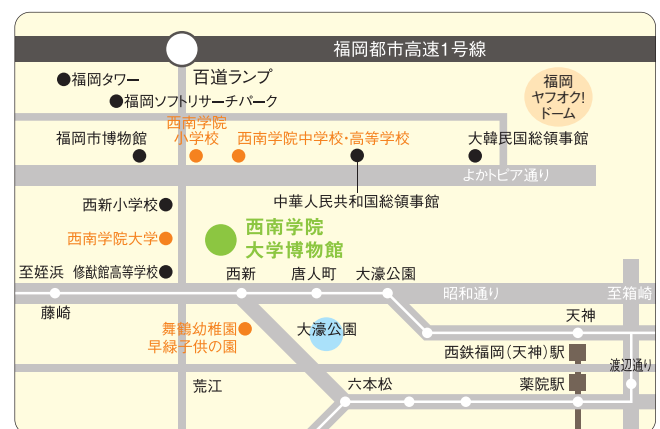 福岡都市高速1号線
百道ランプ
福岡タワー
福岡ソフトリサーチパーク
福岡
ヤフオク!
ドーム
西南学院
小学校
福岡市博物館
西南学院中学校・高等学校
大韓民国総領事館
よかトピア通り
中華人民共和国総領事館
西新小学校
西南学院大学
西南学院
大学博物館
至姪浜
修猷館高等学校
西新
唐人町
大濠公園
昭和通り
至箱崎
藤崎
天神
舞鶴幼稚園
早緑子供の園
大濠公園
西鉄福岡(天神)駅
渡辺通り
荒江
六本松
薬院駅